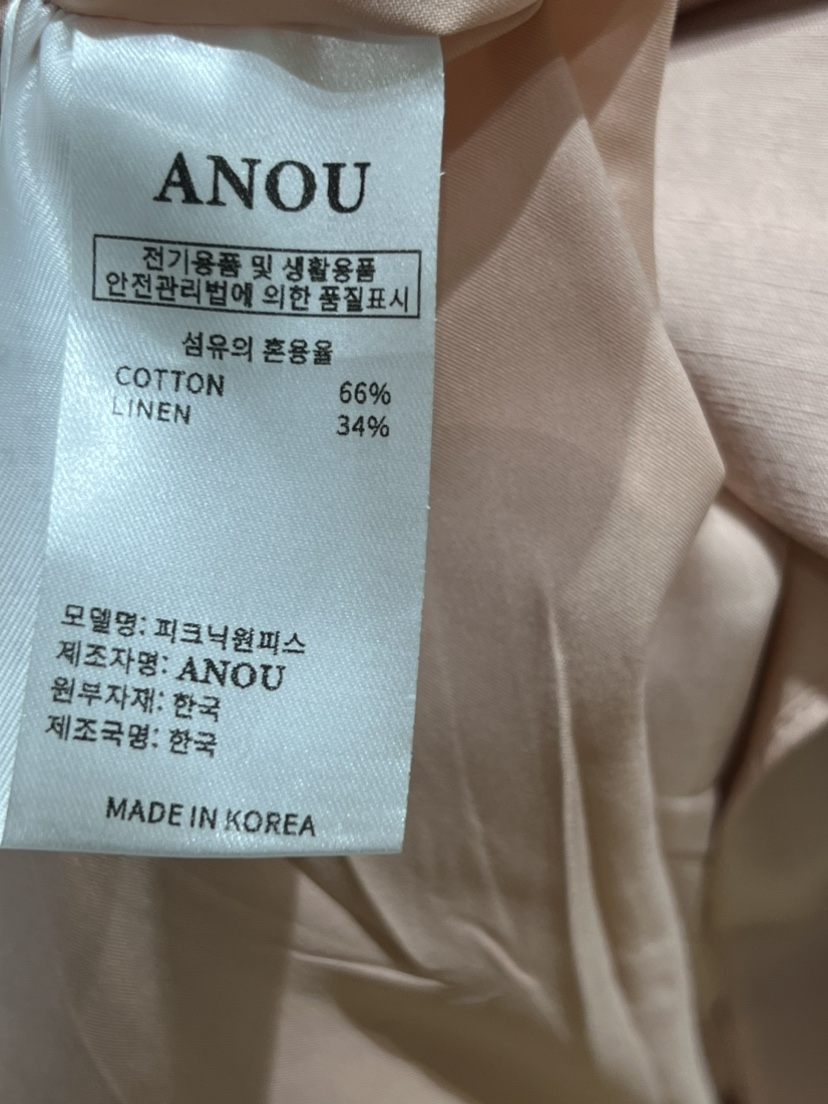 ANOU
전기용품 및 생활용품
안전관리법에 의한 품질표시
섬유의 혼용율
COTTON 66%
LINEN 34%
모델명: 피크닉원피스
제조자명: ANOU
원부자재: 한국
제조국명: 한국
MADE IN KOREA